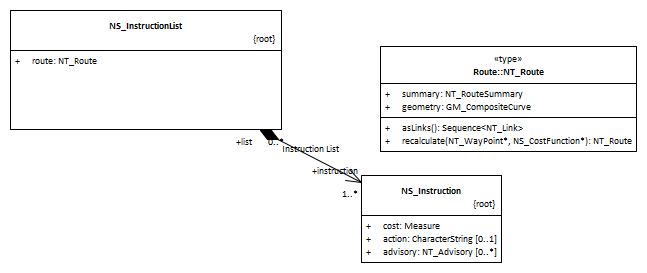 NS_InstructionList
{root}
+ route: NT_Route
«type»
Route::NT_Route
+ summary: NT_RouteSummary
+ geometry: GM_CompositeCurve
+ asLinks(): Sequence<NT_Link>
+ recalculate(NT_WayPoint*, NS_CostFunction*): NT_Route
+list 0..*
Instruction List
+instruction
1..*
NS_Instruction
{root}
+ cost: Measure
+ action: CharacterString [0..1]
+ advisory: NT_Advisory [0..*]